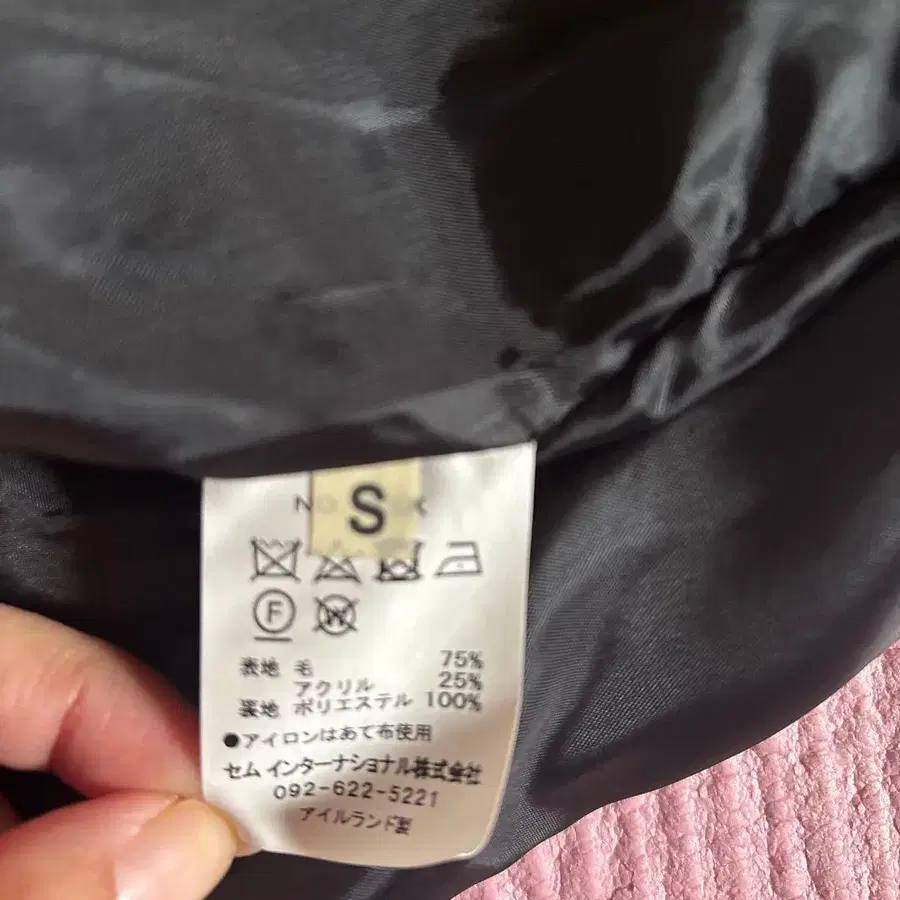 S
F
W
表地 毛 75%
アクリル 25%
裏地 ポリエステル 100%
●アイロンはあて布使用
セム インターナショナル株式会社
092-622-5221
アイルランド製